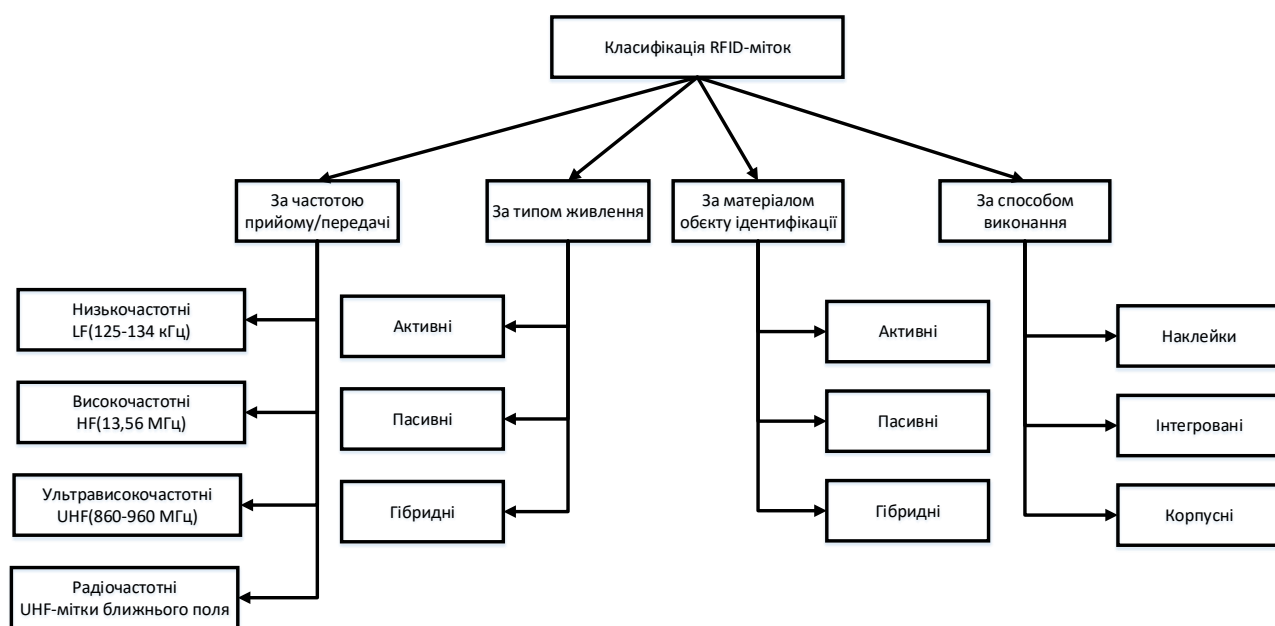 Класифікація RFID-міток
За частотою
прийому/передачі
За типом живлення
За матеріалом
обєкту ідентифікації
За способом
виконання
Низькочастотні
LF(125-134 кГц)
Високочастотні
HF(13,56 МГц)
Ультрависокочастотні
UHF(860-960 МГц)
Радіочастотні
UHF-мітки ближнього поля
Активні
Пасивні
Гібридні
Активні
Пасивні
Гібридні
Наклейки
Інтегровані
Корпусні